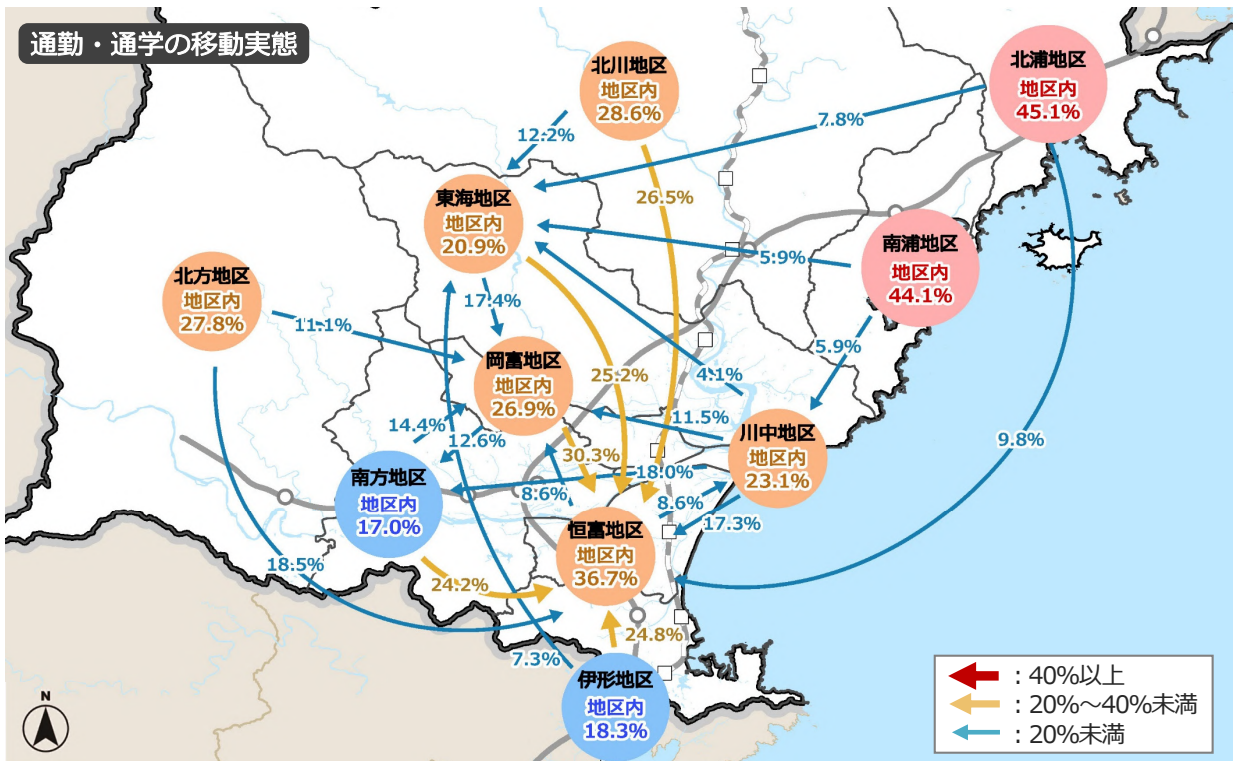 通勤・通学の移動実態
北川地区
地区内
28.6%
北浦地区
地区内
45.1%
12.2%
7.8%
26.5%
東海地区
地区内
20.9%
5.9%
南浦地区
地区内
44.1%
北方地区
地区内
27.8%
17.4%
11.1%
5.9%
岡富地区
地区内
26.9%
25.2%
4.1%
11.5%
14.4%
12.6%
川中地区
地区内
23.1%
9.8%
30.3%
18.0%
南方地区
地区内
17.0%
8.6%
8.6%
17.3%
恒富地区
地区内
36.7%
18.5%
24.2%
24.8%
7.3%
伊形地区
地区内
18.3%
N
：40%以上
：20%～40%未満
：20%未満